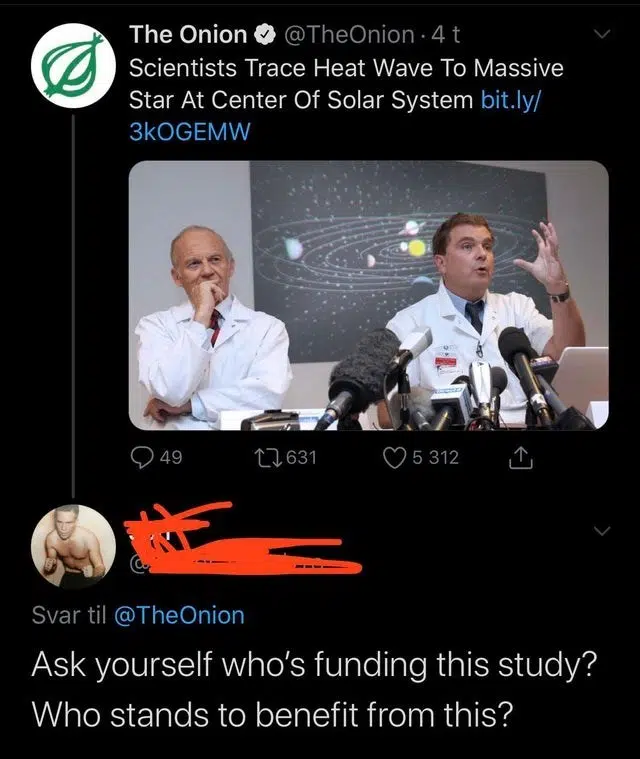 The Onion @TheOnion · 4 t
Scientists Trace Heat Wave To Massive
Star At Center Of Solar System bit.ly/
3kOGEMW
49 631 5 312
@
Svar til @TheOnion
Ask yourself who's funding this study?
Who stands to benefit from this?